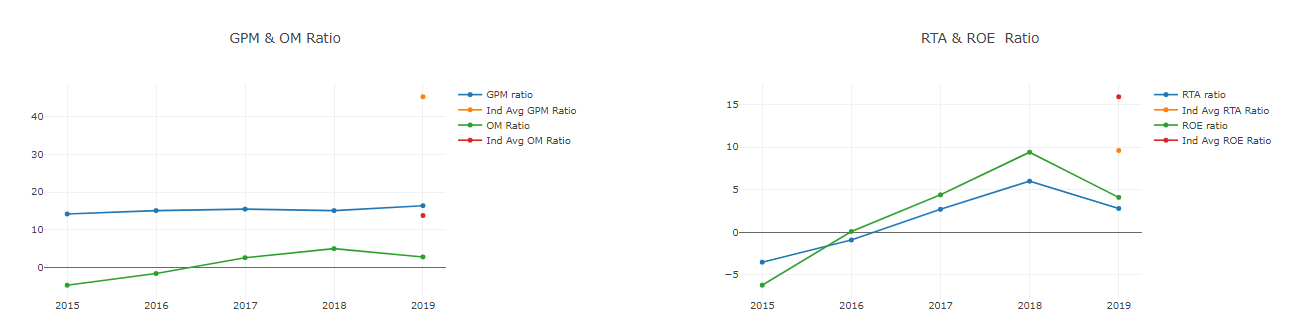 GPM & OM Ratio
40
30
20
10
0
2015 2016 2017 2018 2019
GPM ratio
Ind Avg GPM Ratio
OM Ratio
Ind Avg OM Ratio
RTA & ROE Ratio
15
10
5
0
−5
2015 2016 2017 2018 2019
RTA ratio
Ind Avg RTA Ratio
ROE ratio
Ind Avg ROE Ratio